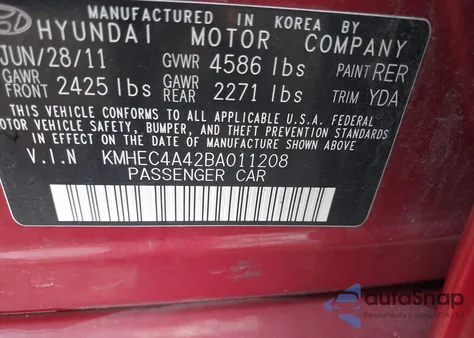 MANUFACTURED IN KOREA BY
HYUNDAI MOTOR COMPANY
JUN/28/11 GVWR 4586 lbs PAINT RER
GAWR FRONT 2425 lbs GAWR REAR 2271 lbs TRIM YDA
THIS VEHICLE CONFORMS TO ALL APPLICABLE U.S.
MOTOR VEHICLE SAFETY, BUMPER, AND THEFT
PREVENTION STANDARDS IN EFFECT ON THE
DATE OF MANUFACTURE SHOWN ABOVE.
V.I.N KMHEC4A42BA011208
PASSENGER CAR
autoSnap